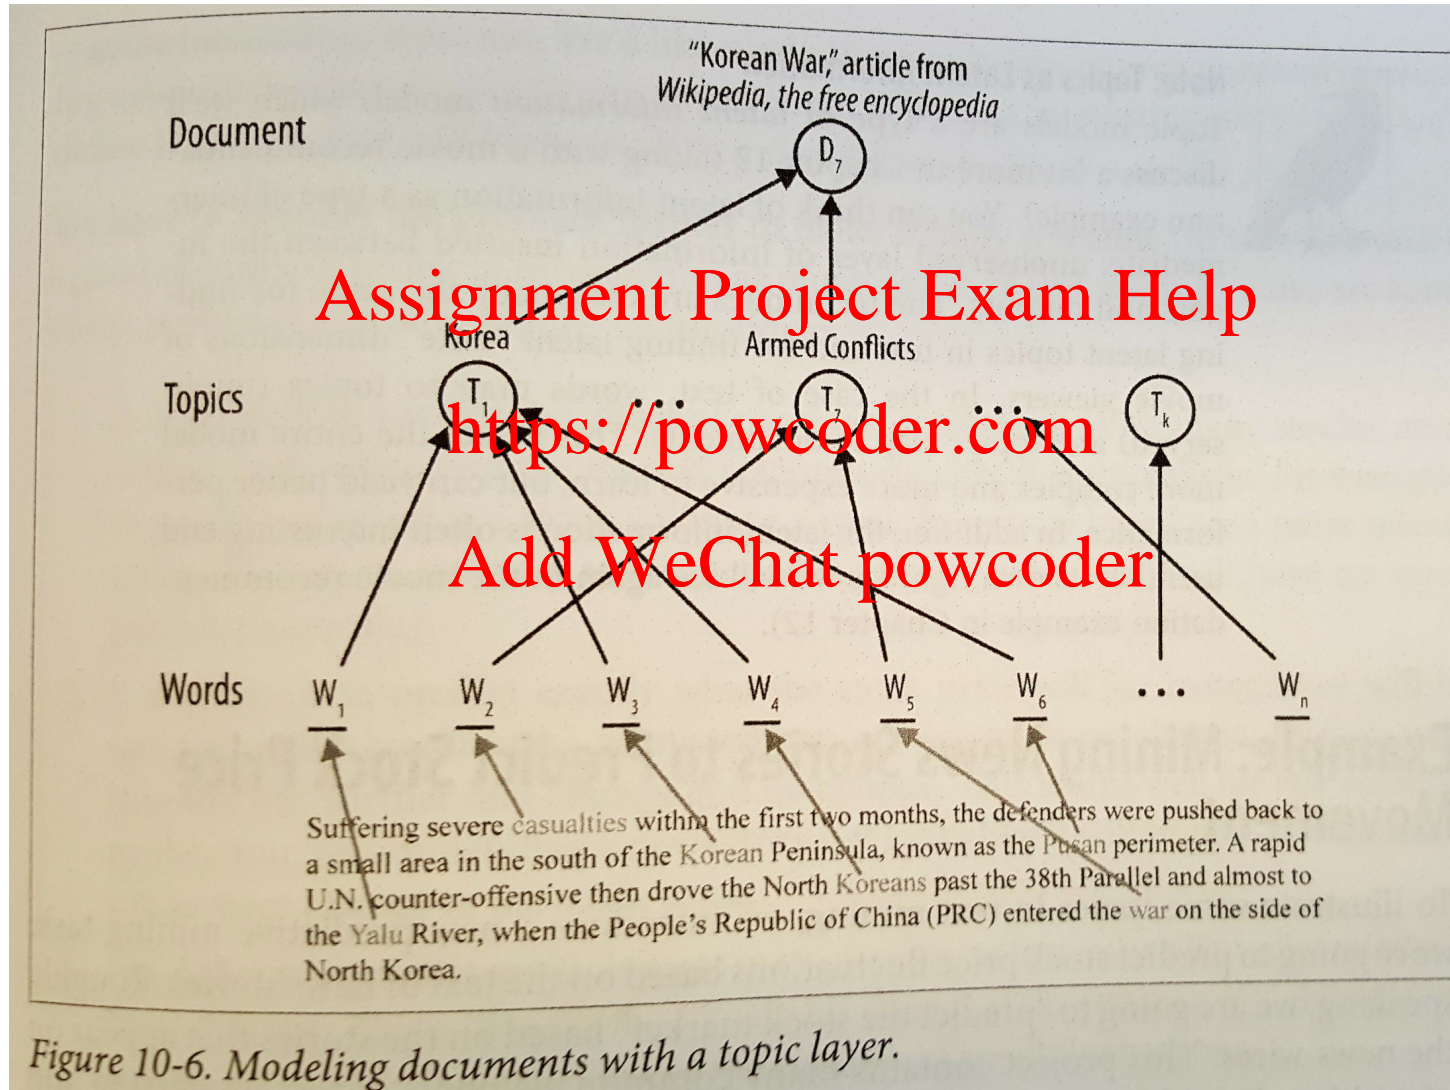 “Korean War,” article from
Wikipedia, the free encyclopedia
Document
D7
Assignment Project Exam Help
Korea
Armed Conflicts
Topics
T1
...
T2
...
Tk
https://powcoder.com
Add WeChat powcoder
Words
W1
W2
W3
W4
W5
W6
...
Wn
Suffering severe casualties within the first two months, the defenders were pushed back to
a small area in the south of the Korean Peninsula, known as the Pusan perimeter. A rapid
U.N. counter-offensive then drove the North Koreans past the 38th Parallel and almost to
the Yalu River, when the People’s Republic of China (PRC) entered the war on the side of
North Korea.
Figure 10-6. Modeling documents with a topic layer.